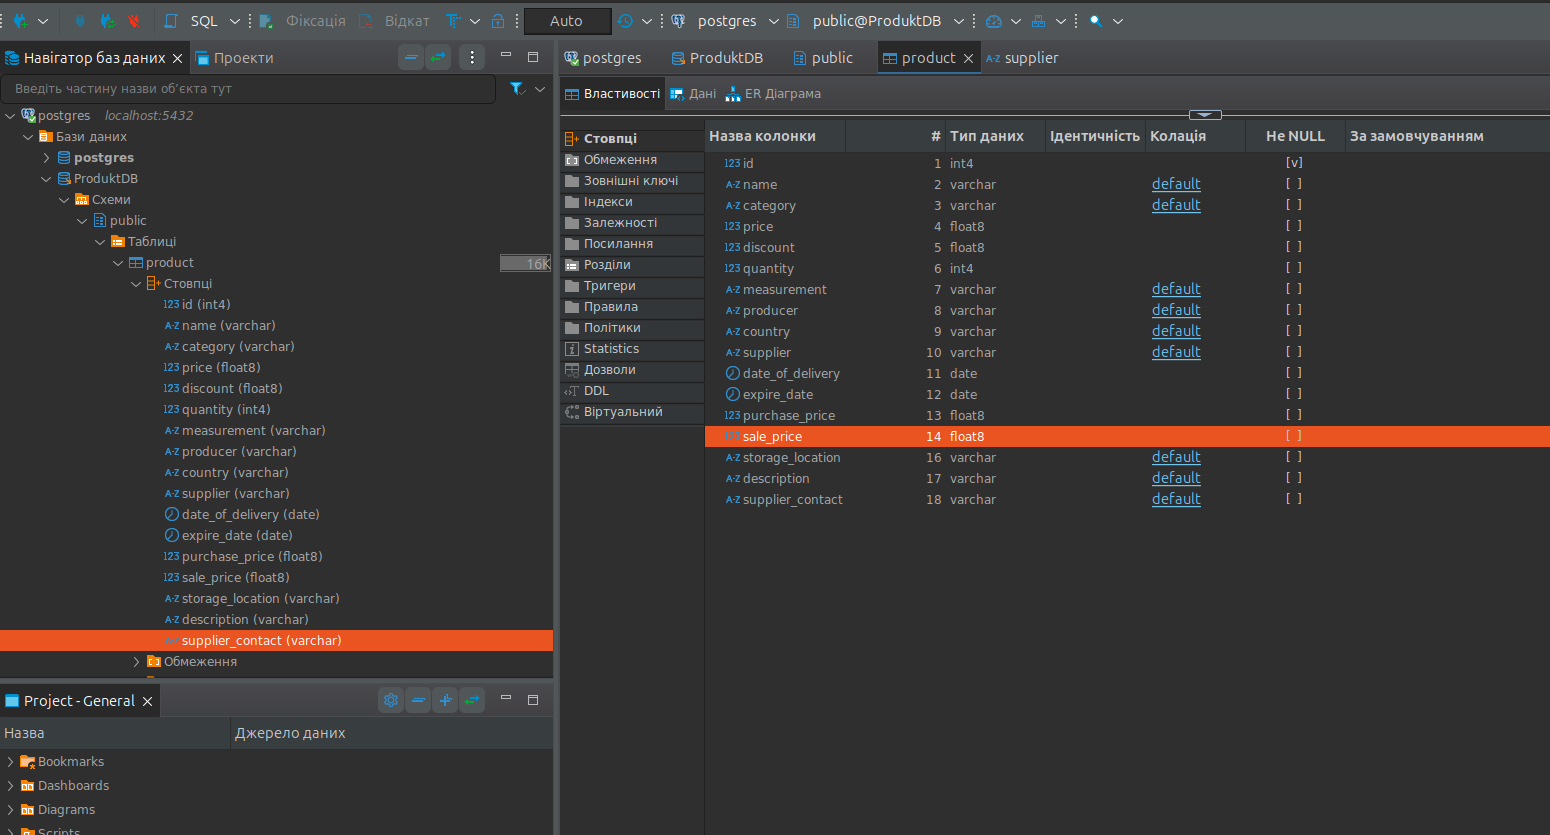 SQL Фіксація Відкат Auto postgres public@ProduktDB
Навігатор баз даних Проекти
Введіть частину назви об'єкта тут
postgres localhost:5432
Бази даних
postgres
ProduktDB
Схеми
public
Таблиці
product 16K
Стовпці
id (int4)
name (varchar)
category (varchar)
price (float8)
discount (float8)
quantity (int4)
measurement (varchar)
producer (varchar)
country (varchar)
supplier (varchar)
date_of_delivery (date)
expire_date (date)
purchase_price (float8)
sale_price (float8)
storage_location (varchar)
description (varchar)
supplier_contact (varchar)
Обмеження
Project - General
Назва Джерело даних
Bookmarks
Dashboards
Diagrams
Scripts
postgres ProduktDB public product supplier
Властивості Дані ER Діаграма
Стовпці
Обмеження
Зовнішні ключі
Індекси
Залежності
Посилання
Розділи
Тригери
Правила
Політики
Statistics
Дозволи
DDL
Віртуальний
Назва колонки # Тип даних Ідентичність Колація Не NULL За замовчуванням
123 id 1 int4 [v]
A-Z name 2 varchar default [ ]
A-Z category 3 varchar default [ ]
123 price 4 float8 [ ]
123 discount 5 float8 [ ]
123 quantity 6 int4 [ ]
A-Z measurement 7 varchar default [ ]
A-Z producer 8 varchar default [ ]
A-Z country 9 varchar default [ ]
A-Z supplier 10 varchar default [ ]
date_of_delivery 11 date [ ]
expire_date 12 date [ ]
123 purchase_price 13 float8 [ ]
123 sale_price 14 float8 [ ]
A-Z storage_location 16 varchar default [ ]
A-Z description 17 varchar default [ ]
A-Z supplier_contact 18 varchar default [ ]